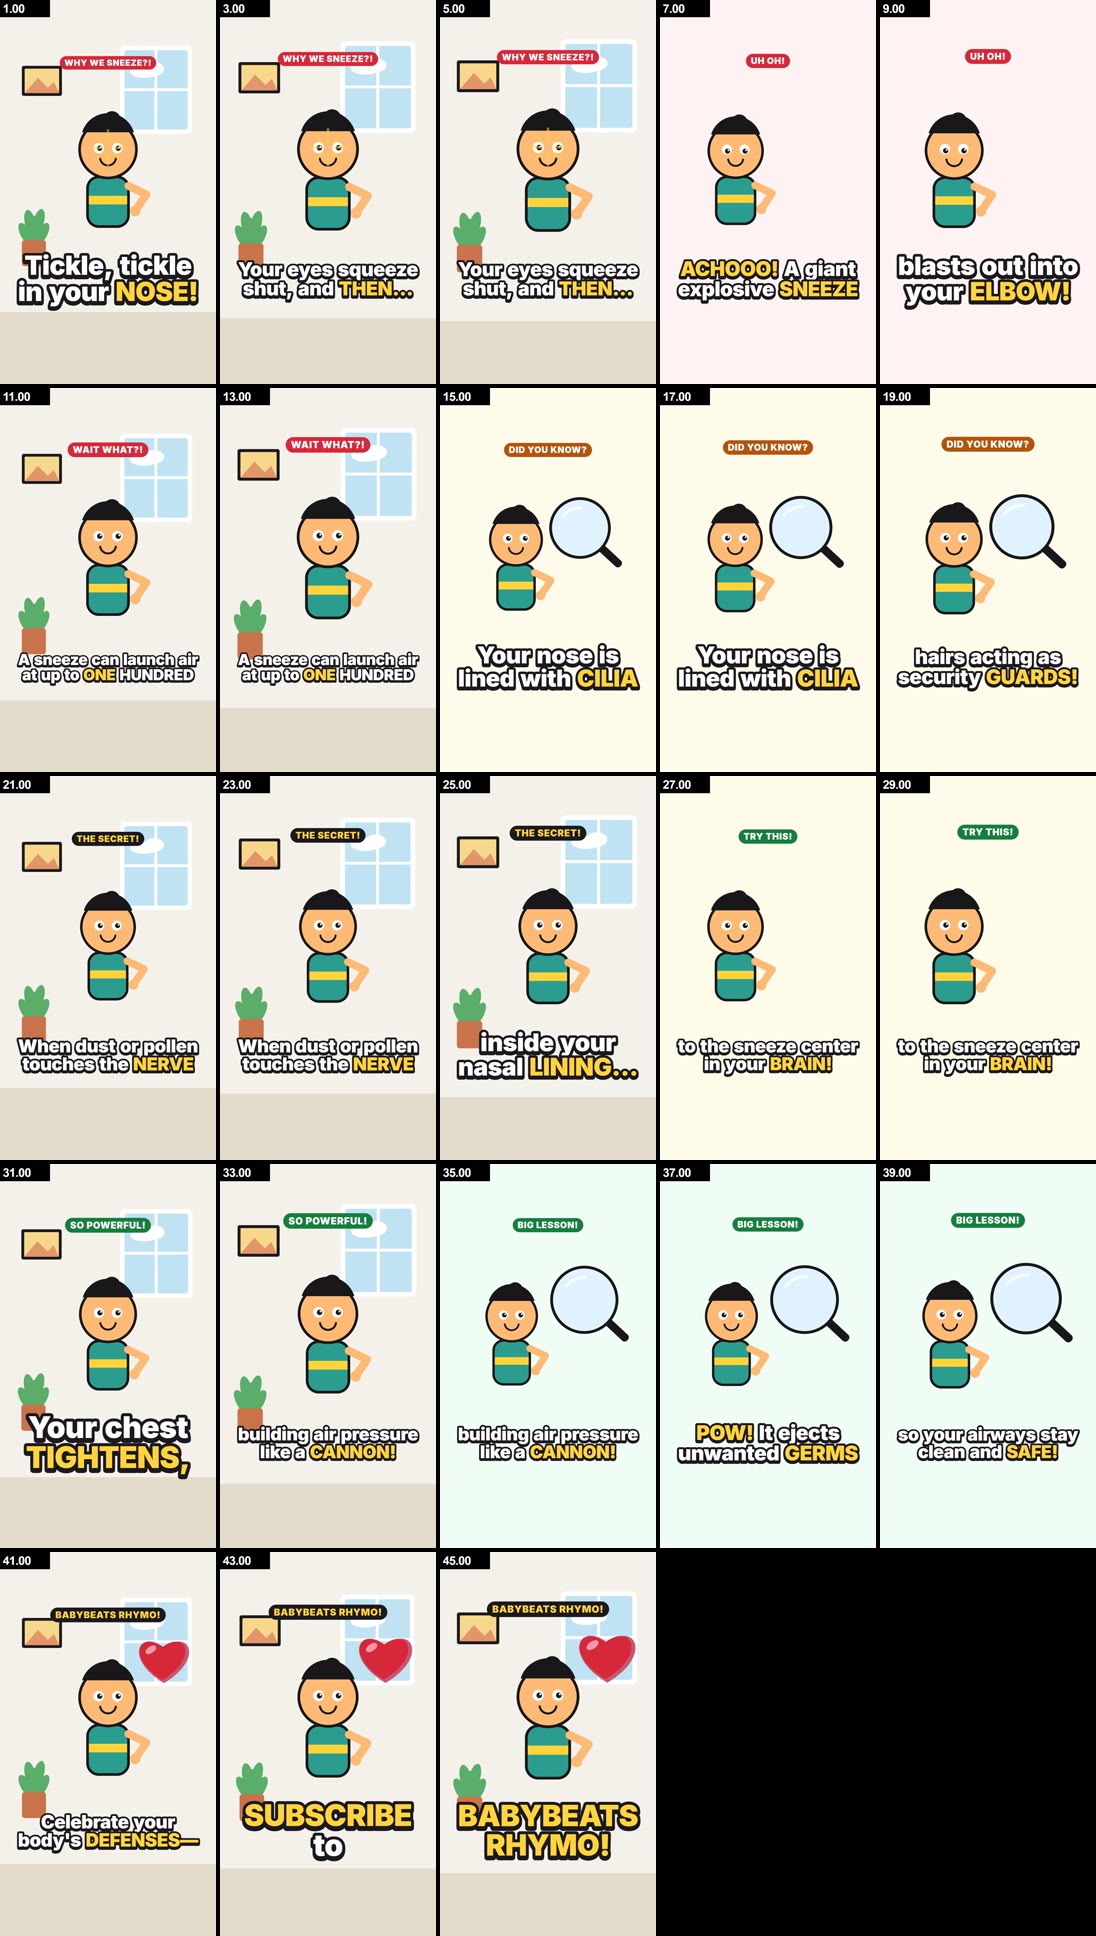 1.00
WHY WE SNEEZE?!
Tickle, tickle
in your NOSE!
3.00
WHY WE SNEEZE?!
Your eyes squeeze
shut, and THEN...
5.00
WHY WE SNEEZE?!
Your eyes squeeze
shut, and THEN...
7.00
UH OH!
ACHOOO! A giant
explosive SNEEZE
9.00
UH OH!
blasts out into
your ELBOW!
11.00
WAIT WHAT?!
A sneeze can launch air
at up to ONE HUNDRED
13.00
WAIT WHAT?!
A sneeze can launch air
at up to ONE HUNDRED
15.00
DID YOU KNOW?
Your nose is
lined with CILIA
17.00
DID YOU KNOW?
Your nose is
lined with CILIA
19.00
DID YOU KNOW?
hairs acting as
security GUARDS!
21.00
THE SECRET!
When dust or pollen
touches the NERVE
23.00
THE SECRET!
When dust or pollen
touches the NERVE
25.00
THE SECRET!
inside your
nasal LINING...
27.00
TRY THIS!
to the sneeze center
in your BRAIN!
29.00
TRY THIS!
to the sneeze center
in your BRAIN!
31.00
SO POWERFUL!
Your chest
TIGHTENS,
33.00
SO POWERFUL!
building air pressure
like a CANNON!
35.00
BIG LESSON!
building air pressure
like a CANNON!
37.00
BIG LESSON!
POW! It ejects
unwanted GERMS
39.00
BIG LESSON!
so your airways stay
clean and SAFE!
41.00
BABYBEATS RHYMO!
Celebrate your
body's DEFENSES—
43.00
BABYBEATS RHYMO!
SUBSCRIBE
to
45.00
BABYBEATS RHYMO!
BABYBEATS
RHYMO!